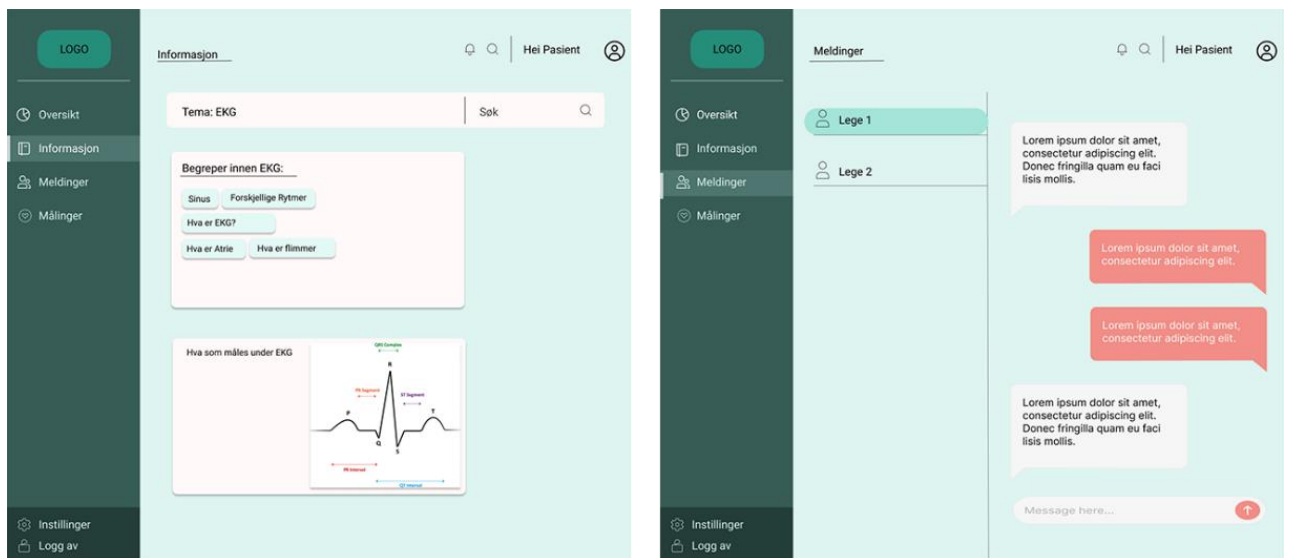 LOGO
Informasjon
Hei Pasient
Oversikt
Informasjon
Meldinger
Målinger
Instillinger
Logg av
Tema: EKG
Søk
Begreper innen EKG:
Sinus
Forskjellige Rytmer
Hva er EKG?
Hva er Atrie
Hva er flimmer
Hva som måles under EKG
QRS Complex
R
PR Segment
ST Segment
P
T
Q
S
PR Interval
QT Interval
LOGO
Meldinger
Hei Pasient
Oversikt
Informasjon
Meldinger
Målinger
Instillinger
Logg av
Lege 1
Lege 2
Lorem ipsum dolor sit amet,
consectetur adipiscing elit.
Donec fringilla quam eu faci
lisis mollis.
Lorem ipsum dolor sit amet,
consectetur adipiscing elit.
Lorem ipsum dolor sit amet,
consectetur adipiscing elit.
Lorem ipsum dolor sit amet,
consectetur adipiscing elit.
Donec fringilla quam eu faci
lisis mollis.
Message here...